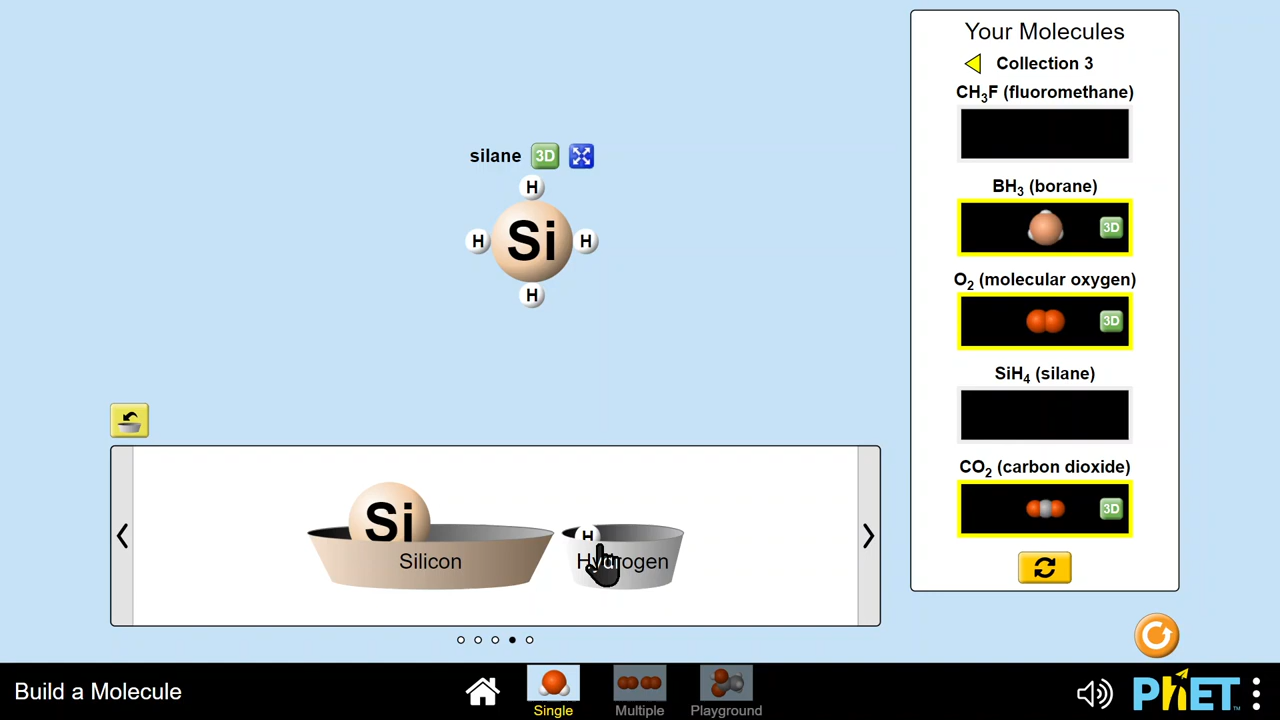 Your Molecules
Collection 3
CH₃F (fluoromethane)
silane 3D
H
BH₃ (borane)
3D
H Si H
H
O₂ (molecular oxygen)
3D
SiH₄ (silane)
CO₂ (carbon dioxide)
3D
Si
H
Silicon
Hydrogen
Build a Molecule
Single
Multiple
Playground
PhET